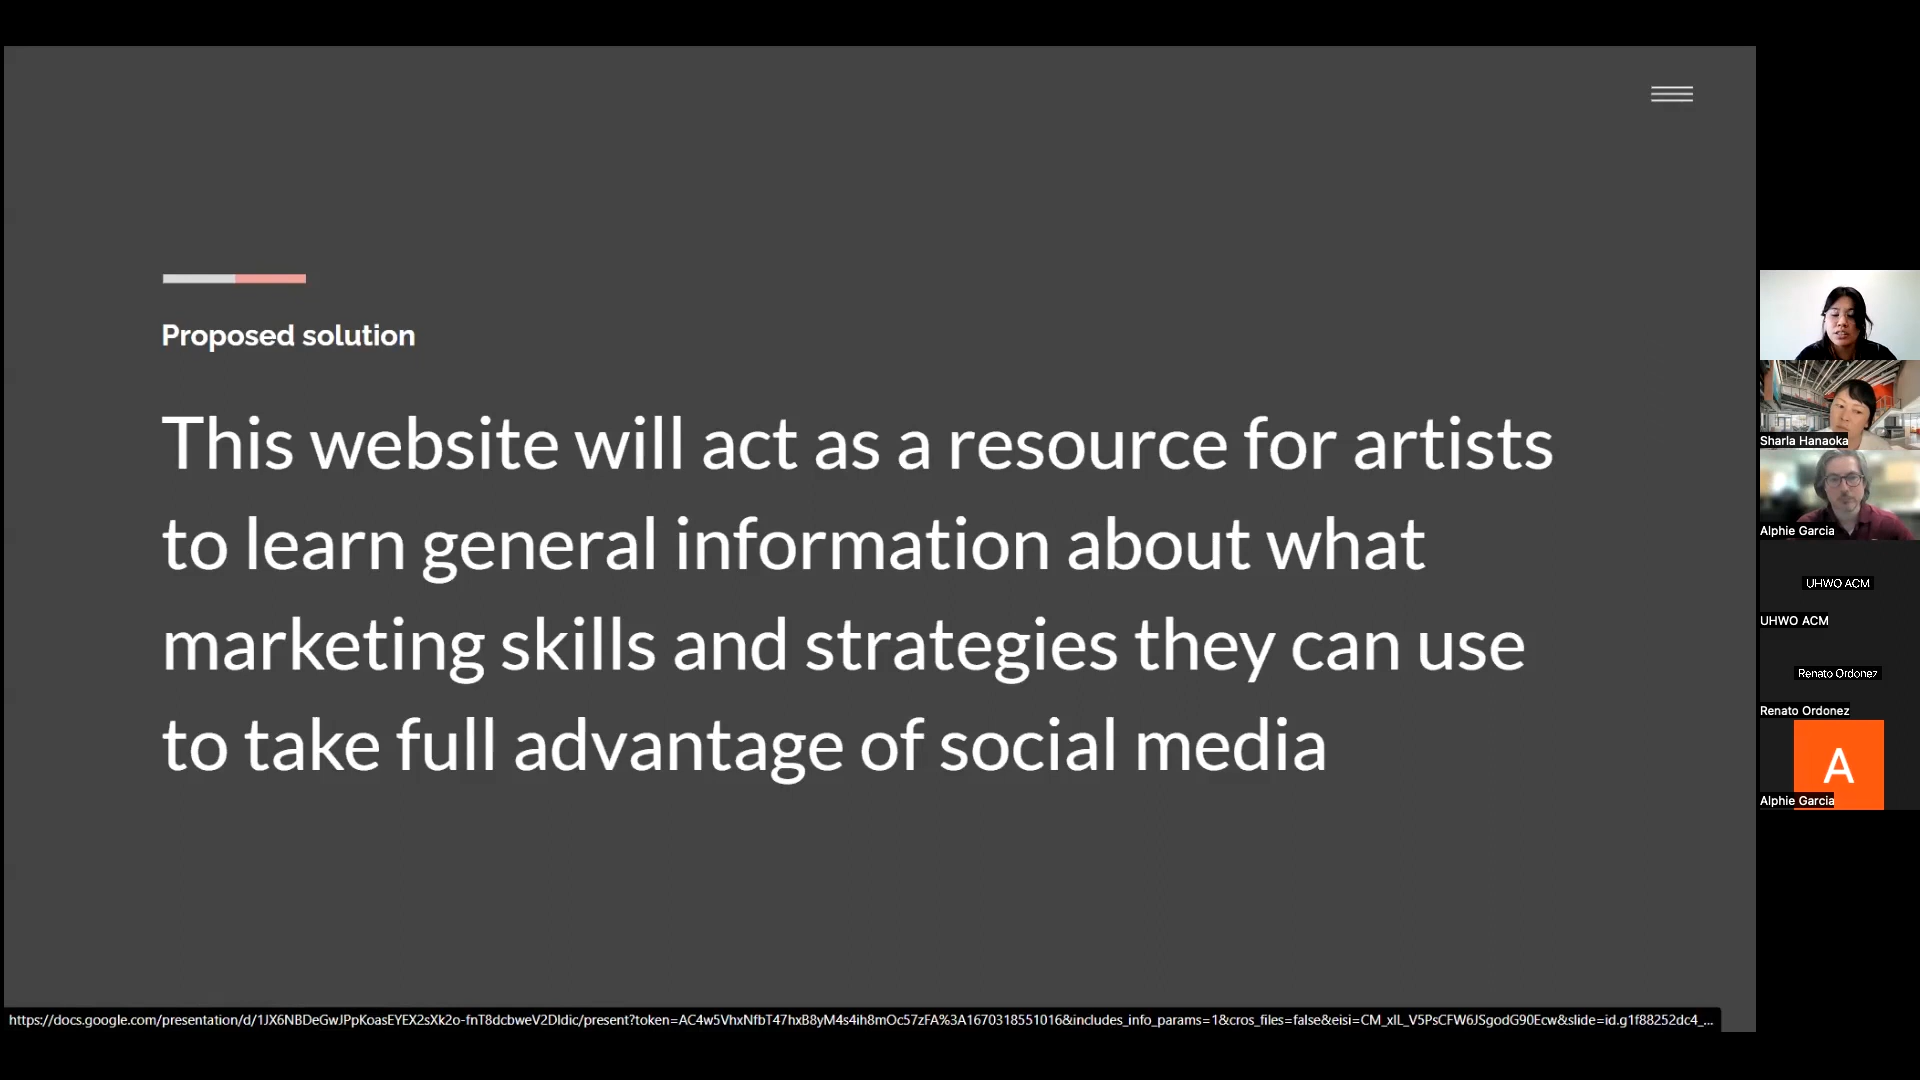 Proposed solution
This website will act as a resource for artists
to learn general information about what
marketing skills and strategies they can use
to take full advantage of social media
Sharla Hanaoka
Alphie Garcia
UHWO ACM
UHWO ACM
Renato Ordonez
Renato Ordonez
A
Alphie Garcia
https://docs.google.com/presentation/d/1JX6NBDeGwJPpKoasEYEX2sXk2o-fnT8dcbweV2DIdic/present?token=AC4w5VhxNfbT47hxB8yM4s4ih8mOc57zFA%3A1670318551016&includes_info_params=1&cros_files=false&eisi=CM_xlL_V5PsCFW6JSgodG90Ecw&slide=id.g1f88252dc4_...